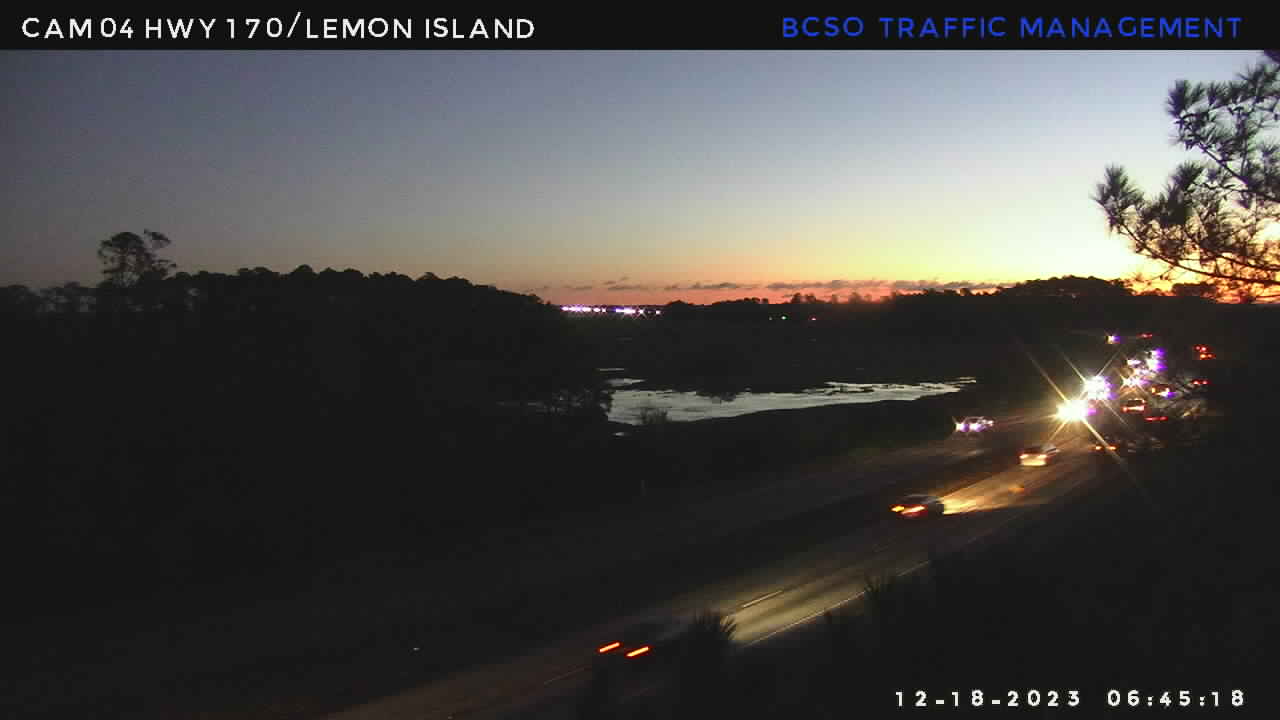 CAM04 HWY 170/LEMON ISLAND
BCSO TRAFFIC MANAGEMENT
12-18-2023 06:45:18